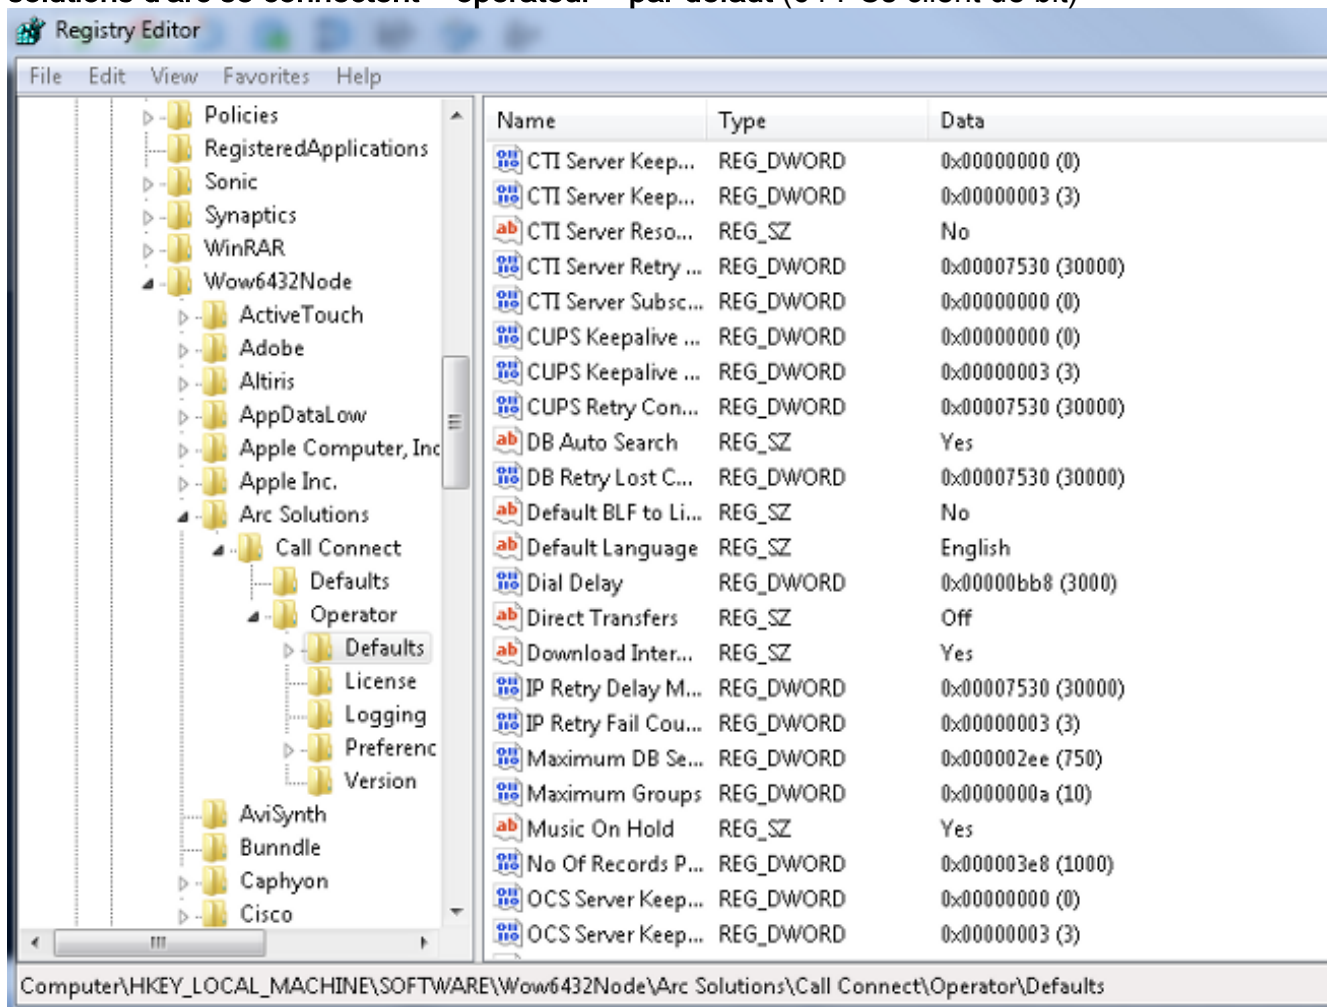 Registry Editor
File Edit View Favorites Help
Policies
RegisteredApplications
Sonic
Synaptics
WinRAR
Wow6432Node
ActiveTouch
Adobe
Altiris
AppDataLow
Apple Computer, Inc
Apple Inc.
Arc Solutions
Call Connect
Defaults
Operator
Defaults
License
Logging
Preferenc
Version
AviSynth
Bunndle
Caphyon
Cisco
Name Type Data
CTI Server Keep... REG_DWORD 0x00000000 (0)
CTI Server Keep... REG_DWORD 0x00000003 (3)
CTI Server Reso... REG_SZ No
CTI Server Retry ... REG_DWORD 0x00007530 (30000)
CTI Server Subsc... REG_DWORD 0x00000000 (0)
CUPS Keepalive ... REG_DWORD 0x00000000 (0)
CUPS Keepalive ... REG_DWORD 0x00000003 (3)
CUPS Retry Con... REG_DWORD 0x00007530 (30000)
DB Auto Search REG_SZ Yes
DB Retry Lost C... REG_DWORD 0x00007530 (30000)
Default BLF to Li... REG_SZ No
Default Language REG_SZ English
Dial Delay REG_DWORD 0x00000bb8 (3000)
Direct Transfers REG_SZ Off
Download Inter... REG_SZ Yes
IP Retry Delay M... REG_DWORD 0x00007530 (30000)
IP Retry Fail Cou... REG_DWORD 0x00000003 (3)
Maximum DB Se... REG_DWORD 0x000002ee (750)
Maximum Groups REG_DWORD 0x0000000a (10)
Music On Hold REG_SZ Yes
No Of Records P... REG_DWORD 0x000003e8 (1000)
OCS Server Keep... REG_DWORD 0x00000000 (0)
OCS Server Keep... REG_DWORD 0x00000003 (3)
Computer\HKEY_LOCAL_MACHINE\SOFTWARE\Wow6432Node\Arc Solutions\Call Connect\Operator\Defaults